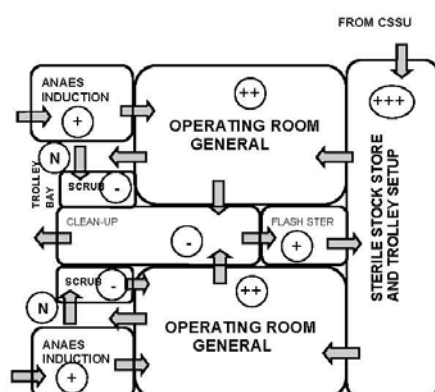 FROM CSSU
+++
ANAES
INDUCTION
+
++
OPERATING ROOM
GENERAL
N
TROLLEY
BAY
SCRUB
-
CLEAN-UP
-
FLASH STER
+
STERILE STOCK STORE
AND TROLLEY SETUP
SCRUB
-
N
++
OPERATING ROOM
GENERAL
ANAES
INDUCTION
+